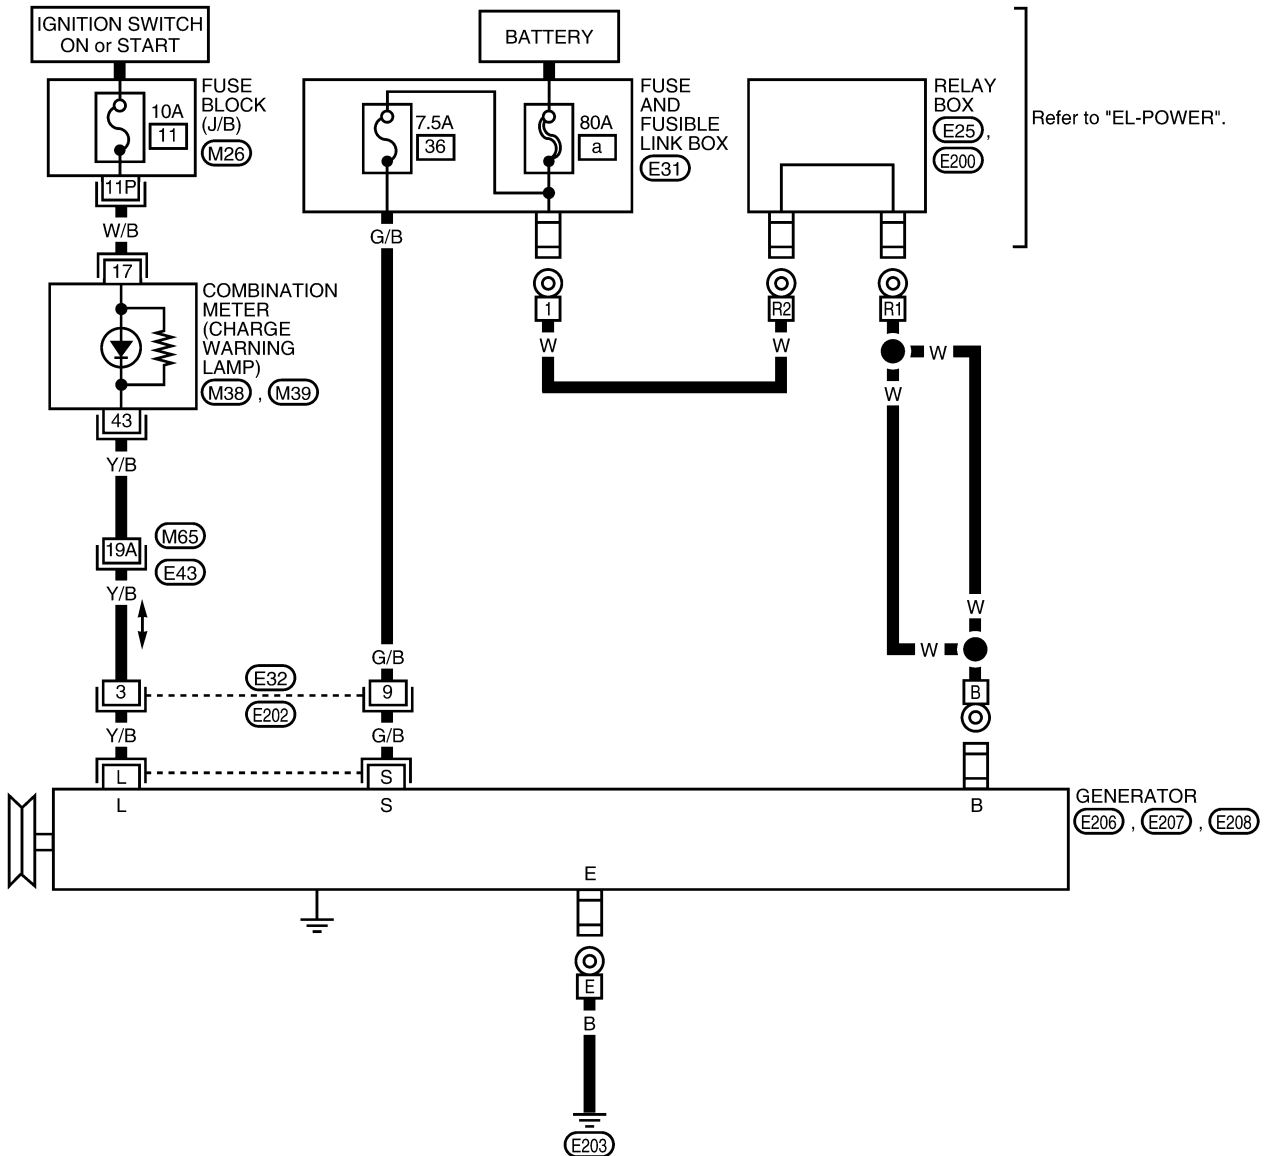 IGNITION SWITCH
ON or START
BATTERY
FUSE
BLOCK
(J/B)
M26
10A
11
11P
W/B
17
COMBINATION
METER
(CHARGE
WARNING
LAMP)
M38 , M39
43
Y/B
19A
M65
E43
Y/B
3
Y/B
L
L
7.5A
36
80A
a
FUSE
AND
FUSIBLE
LINK BOX
E31
G/B
G/B
9
E32
E202
G/B
S
S
1
W
RELAY
BOX
E25 ,
E200
Refer to "EL-POWER".
R2
W
R1
W
W
W
W
B
B
GENERATOR
E206 , E207 , E208
E
E
B
E203